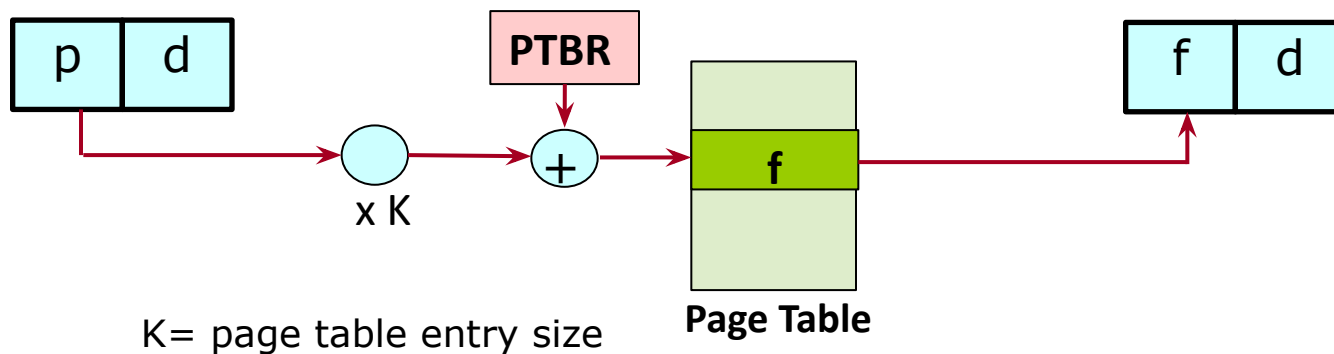 p d
PTBR
f d
+
f
x K
Page Table
K= page table entry size